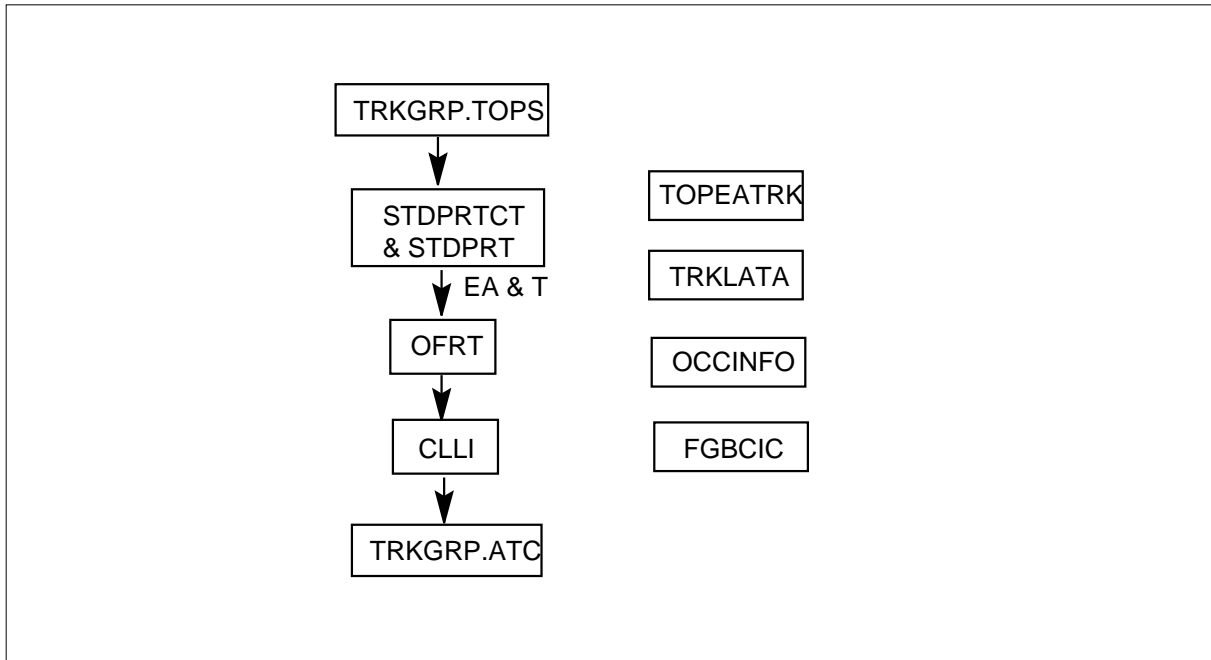 TRKGRP.TOPS
STDPRTCT
& STDPRT
EA & T
OFRT
CLLI
TRKGRP.ATC
TOPEATRK
TRKLATA
OCCINFO
FGBCIC